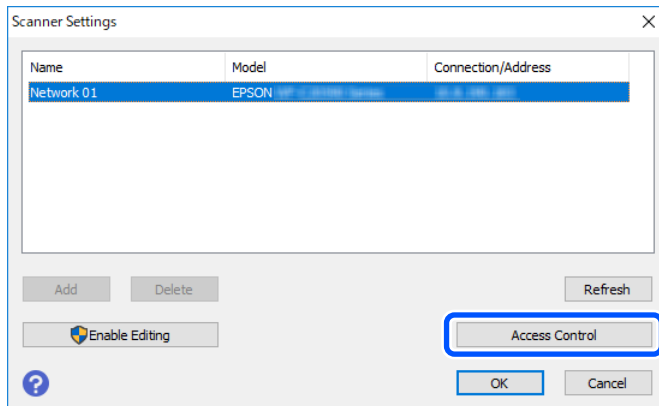 Scanner Settings
Name Model Connection/Address
Network 01 EPSON
Add Delete Refresh
Enable Editing Access Control
? OK Cancel